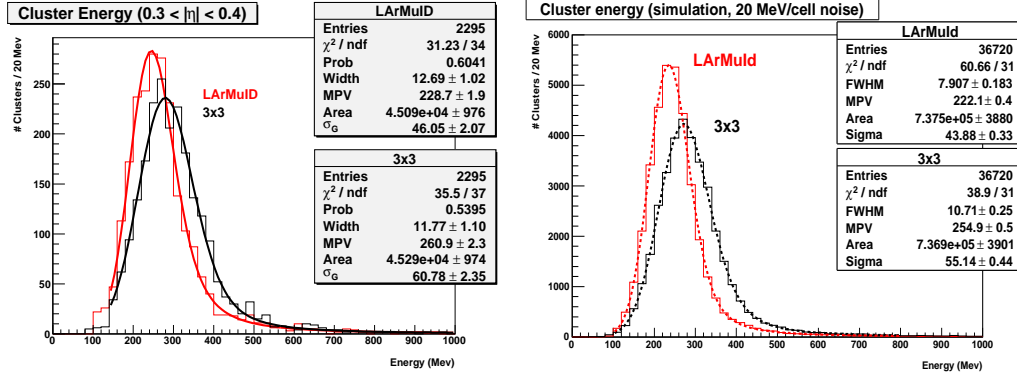 Cluster Energy (0.3 < |η| < 0.4)
LArMuID
Entries 2295
χ² / ndf 31.23 / 34
Prob 0.6041
Width 12.69 ± 1.02
MPV 228.7 ± 1.9
Area 4.509e+04 ± 976
σG 46.05 ± 2.07
3x3
Entries 2295
χ² / ndf 35.5 / 37
Prob 0.5395
Width 11.77 ± 1.10
MPV 260.9 ± 2.3
Area 4.529e+04 ± 974
σG 60.78 ± 2.35
# Clusters / 20 Mev
250
200
150
100
50
0
LArMuID
3x3
0 100 200 300 400 500 600 700 800 900 1000
Energy (Mev)
Cluster energy (simulation, 20 MeV/cell noise)
LArMuId
Entries 36720
χ² / ndf 60.66 / 31
FWHM 7.907 ± 0.183
MPV 222.1 ± 0.4
Area 7.375e+05 ± 3880
Sigma 43.88 ± 0.33
3x3
Entries 36720
χ² / ndf 38.9 / 31
FWHM 10.71 ± 0.25
MPV 254.9 ± 0.5
Area 7.369e+05 ± 3901
Sigma 55.14 ± 0.44
# Clusters / 20 Mev
6000
5000
4000
3000
2000
1000
0
LArMuId
3x3
0 100 200 300 400 500 600 700 800 900 1000
Energy (Mev)